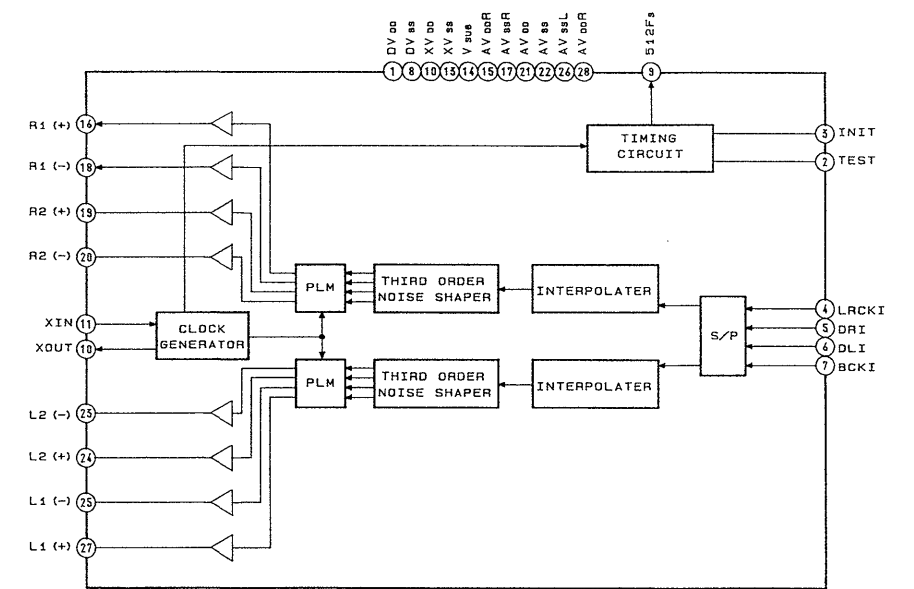 DVDD
DVSS
XVDD
XVSS
VSUB
AVDDR
AVSSR
AVDD
AVSS
AVSSL
AVDDR
512Fs
1 8 10 13 14 15 17 21 22 26 28 9
R1 (+) 16
TIMING
CIRCUIT
3 INIT
2 TEST
R1 (-) 18
R2 (+) 19
R2 (-) 20
PLM
THIRD ORDER
NOISE SHAPER
INTERPOLATER
XIN 11
CLOCK
GENERATOR
XOUT 10
S/P
4 LRCKI
5 DRI
6 DLI
7 BCKI
PLM
THIRD ORDER
NOISE SHAPER
INTERPOLATER
L2 (-) 23
L2 (+) 24
L1 (-) 25
L1 (+) 27